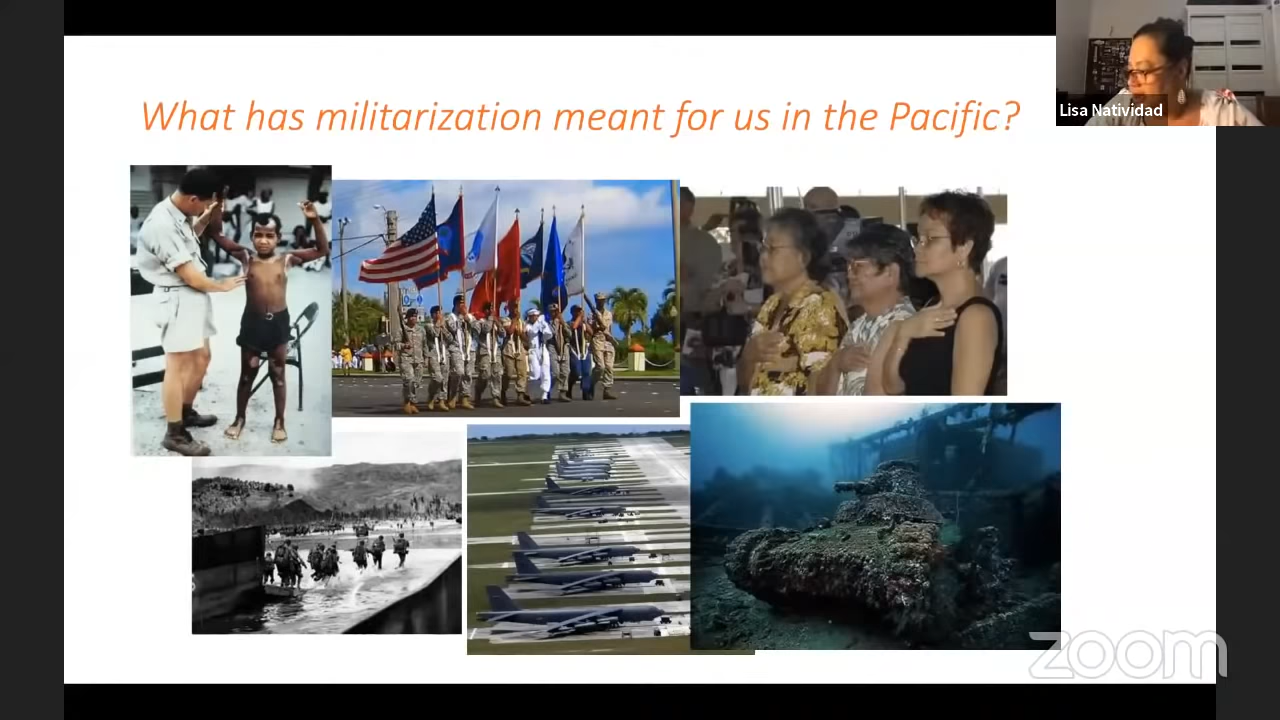 What has militarization meant for us in the Pacific?
Lisa Natividad
zoom